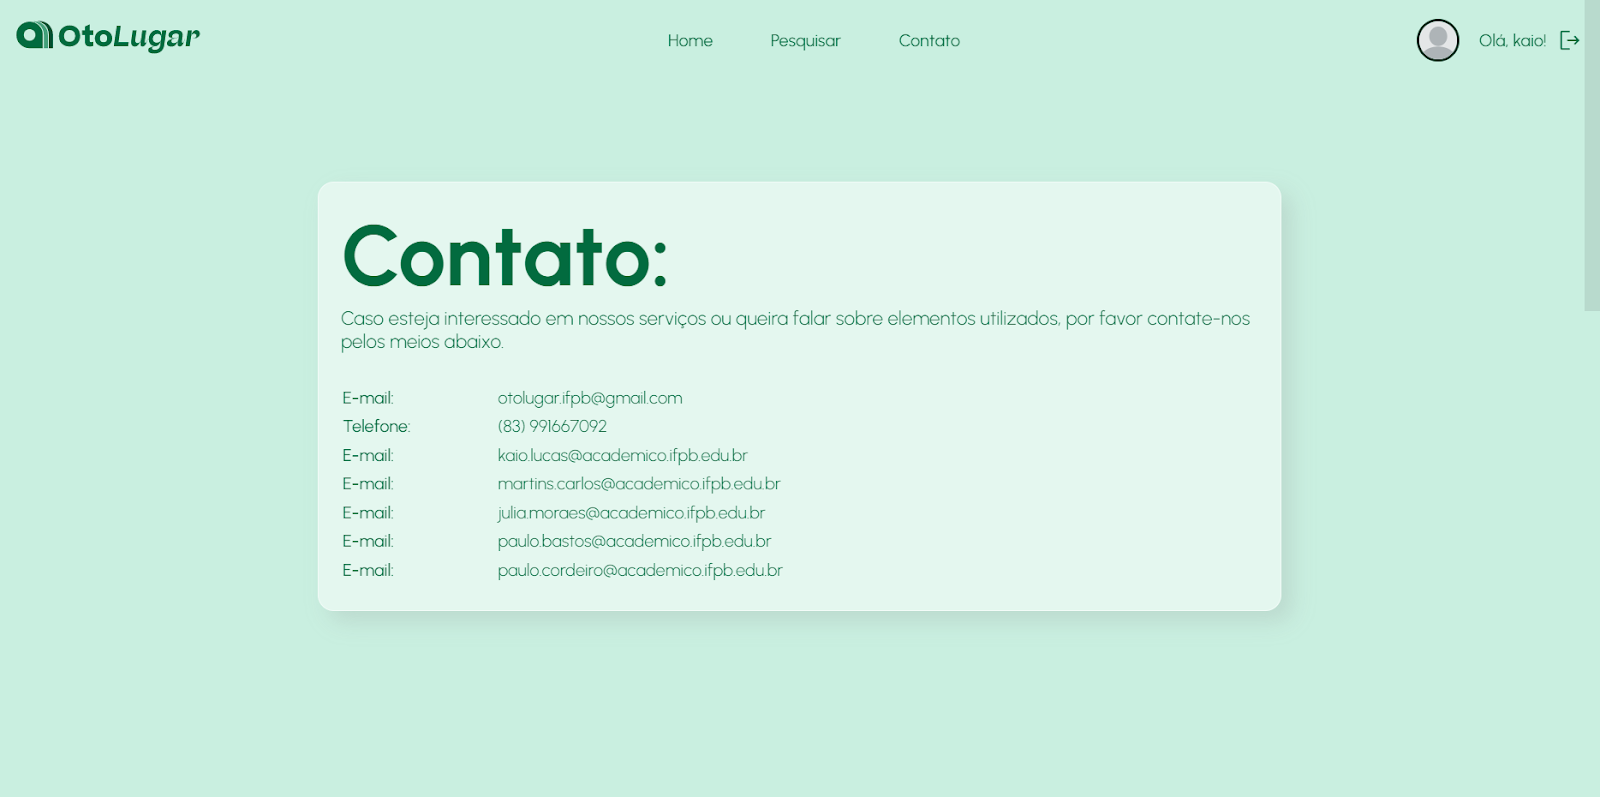 OtoLugar
Home Pesquisar Contato
Olá, kaio!
Contato:
Caso esteja interessado em nossos serviços ou queira falar sobre elementos utilizados, por favor contate-nos
pelos meios abaixo.
E-mail: otolugar.ifpb@gmail.com
Telefone: (83) 991667092
E-mail: kaio.lucas@academico.ifpb.edu.br
E-mail: martins.carlos@academico.ifpb.edu.br
E-mail: julia.moraes@academico.ifpb.edu.br
E-mail: paulo.bastos@academico.ifpb.edu.br
E-mail: paulo.cordeiro@academico.ifpb.edu.br